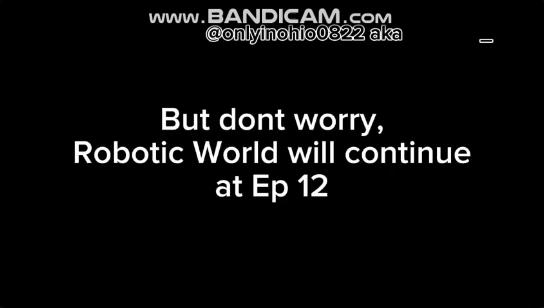 www.BANDICAM.com
@onlyinohio0822 aka
But dont worry,
Robotic World will continue
at Ep 12